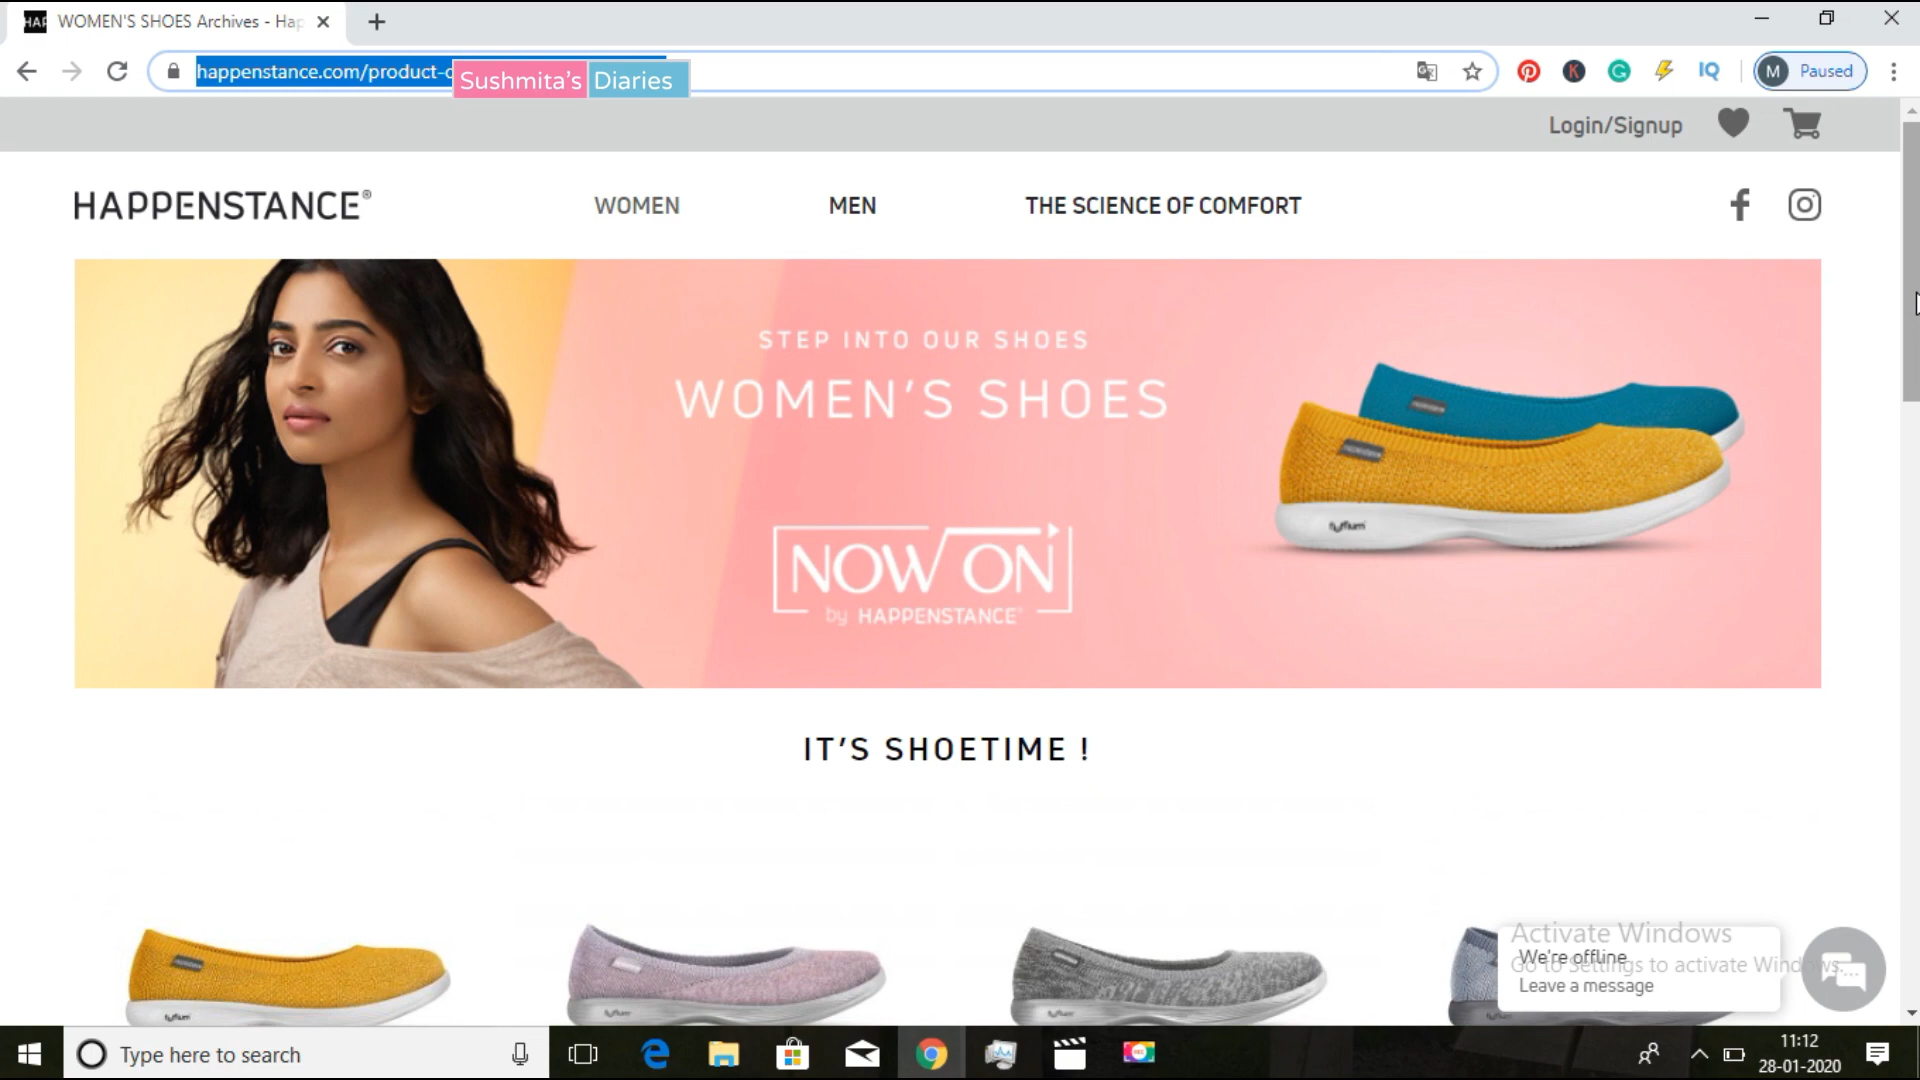 WOMEN'S SHOES Archives - Hap
happenstance.com/product-c
Sushmita's Diaries
Paused
Login/Signup
HAPPENSTANCE®
WOMEN
MEN
THE SCIENCE OF COMFORT
STEP INTO OUR SHOES
WOMEN'S SHOES
NOW ON
by HAPPENSTANCE
IT'S SHOETIME !
Activate Windows
We're offline
Go to Settings to activate Windows.
Leave a message
Type here to search
11:12
28-01-2020